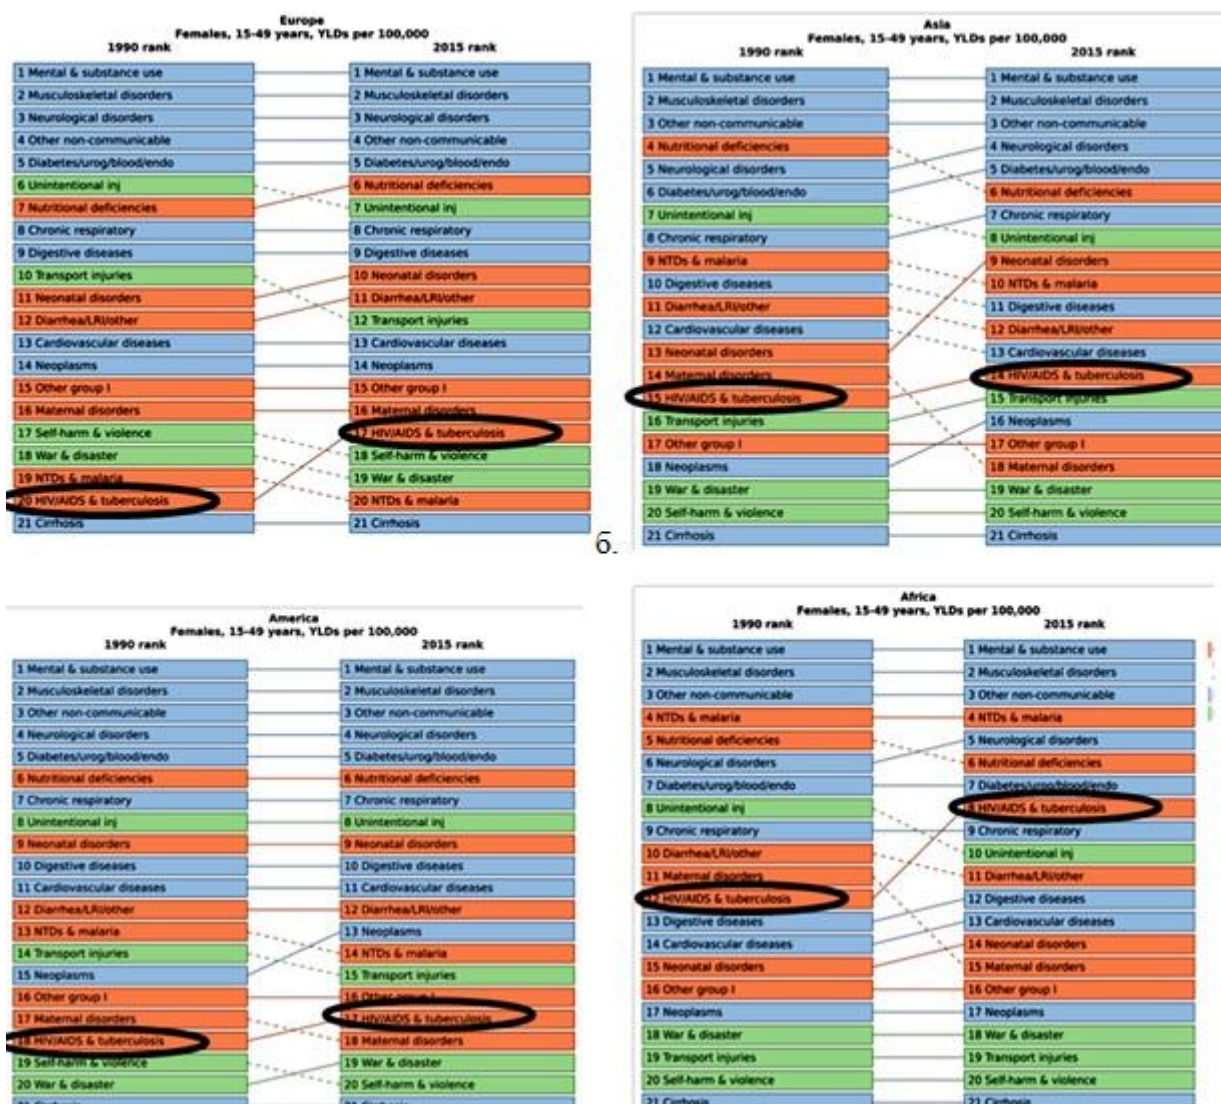 Europe
Females, 15-49 years, YLDs per 100,000
1990 rank
2015 rank
1 Mental & substance use
2 Musculoskeletal disorders
3 Neurological disorders
4 Other non-communicable
5 Diabetes/urog/blood/endo
6 Unintentional inj
7 Nutritional deficiencies
8 Chronic respiratory
9 Digestive diseases
10 Transport injuries
11 Neonatal disorders
12 Diarrhea/LRI/other
13 Cardiovascular diseases
14 Neoplasms
15 Other group I
16 Maternal disorders
17 Self-harm & violence
18 War & disaster
19 NTDs & malaria
20 HIV/AIDS & tuberculosis
21 Cirrhosis
1 Mental & substance use
2 Musculoskeletal disorders
3 Neurological disorders
4 Other non-communicable
5 Diabetes/urog/blood/endo
6 Nutritional deficiencies
7 Unintentional inj
8 Chronic respiratory
9 Digestive diseases
10 Neonatal disorders
11 Diarrhea/LRI/other
12 Transport injuries
13 Cardiovascular diseases
14 Neoplasms
15 Other group I
16 Maternal disorders
17 HIV/AIDS & tuberculosis
18 Self-harm & violence
19 War & disaster
20 NTDs & malaria
21 Cirrhosis
б.
Asia
Females, 15-49 years, YLDs per 100,000
1990 rank
2015 rank
1 Mental & substance use
2 Musculoskeletal disorders
3 Other non-communicable
4 Nutritional deficiencies
5 Neurological disorders
6 Diabetes/urog/blood/endo
7 Unintentional inj
8 Chronic respiratory
9 NTDs & malaria
10 Digestive diseases
11 Diarrhea/LRI/other
12 Cardiovascular diseases
13 Neonatal disorders
14 Maternal disorders
15 HIV/AIDS & tuberculosis
16 Transport injuries
17 Other group I
18 Neoplasms
19 War & disaster
20 Self-harm & violence
21 Cirrhosis
1 Mental & substance use
2 Musculoskeletal disorders
3 Other non-communicable
4 Neurological disorders
5 Diabetes/urog/blood/endo
6 Nutritional deficiencies
7 Chronic respiratory
8 Unintentional inj
9 Neonatal disorders
10 NTDs & malaria
11 Digestive diseases
12 Diarrhea/LRI/other
13 Cardiovascular diseases
14 HIV/AIDS & tuberculosis
15 Transport injuries
16 Neoplasms
17 Other group I
18 Maternal disorders
19 War & disaster
20 Self-harm & violence
21 Cirrhosis
America
Females, 15-49 years, YLDs per 100,000
1990 rank
2015 rank
1 Mental & substance use
2 Musculoskeletal disorders
3 Other non-communicable
4 Neurological disorders
5 Diabetes/urog/blood/endo
6 Nutritional deficiencies
7 Chronic respiratory
8 Unintentional inj
9 Neonatal disorders
10 Digestive diseases
11 Cardiovascular diseases
12 Diarrhea/LRI/other
13 NTDs & malaria
14 Transport injuries
15 Neoplasms
16 Other group I
17 Maternal disorders
18 HIV/AIDS & tuberculosis
19 Self-harm & violence
20 War & disaster
21 Cirrhosis
1 Mental & substance use
2 Musculoskeletal disorders
3 Other non-communicable
4 Neurological disorders
5 Diabetes/urog/blood/endo
6 Nutritional deficiencies
7 Chronic respiratory
8 Unintentional inj
9 Neonatal disorders
10 Digestive diseases
11 Cardiovascular diseases
12 Diarrhea/LRI/other
13 Neoplasms
14 NTDs & malaria
15 Transport injuries
16 Other group I
17 HIV/AIDS & tuberculosis
18 Maternal disorders
19 War & disaster
20 Self-harm & violence
21 Cirrhosis
Africa
Females, 15-49 years, YLDs per 100,000
1990 rank
2015 rank
1 Mental & substance use
2 Musculoskeletal disorders
3 Other non-communicable
4 NTDs & malaria
5 Nutritional deficiencies
6 Neurological disorders
7 Diabetes/urog/blood/endo
8 Unintentional inj
9 Chronic respiratory
10 Diarrhea/LRI/other
11 Maternal disorders
12 HIV/AIDS & tuberculosis
13 Digestive diseases
14 Cardiovascular diseases
15 Neonatal disorders
16 Other group I
17 Neoplasms
18 War & disaster
19 Transport injuries
20 Self-harm & violence
21 Cirrhosis
1 Mental & substance use
2 Musculoskeletal disorders
3 Other non-communicable
4 NTDs & malaria
5 Neurological disorders
6 Nutritional deficiencies
7 Diabetes/urog/blood/endo
8 HIV/AIDS & tuberculosis
9 Chronic respiratory
10 Unintentional inj
11 Diarrhea/LRI/other
12 Digestive diseases
13 Cardiovascular diseases
14 Neonatal disorders
15 Maternal disorders
16 Other group I
17 Neoplasms
18 War & disaster
19 Transport injuries
20 Self-harm & violence
21 Cirrhosis